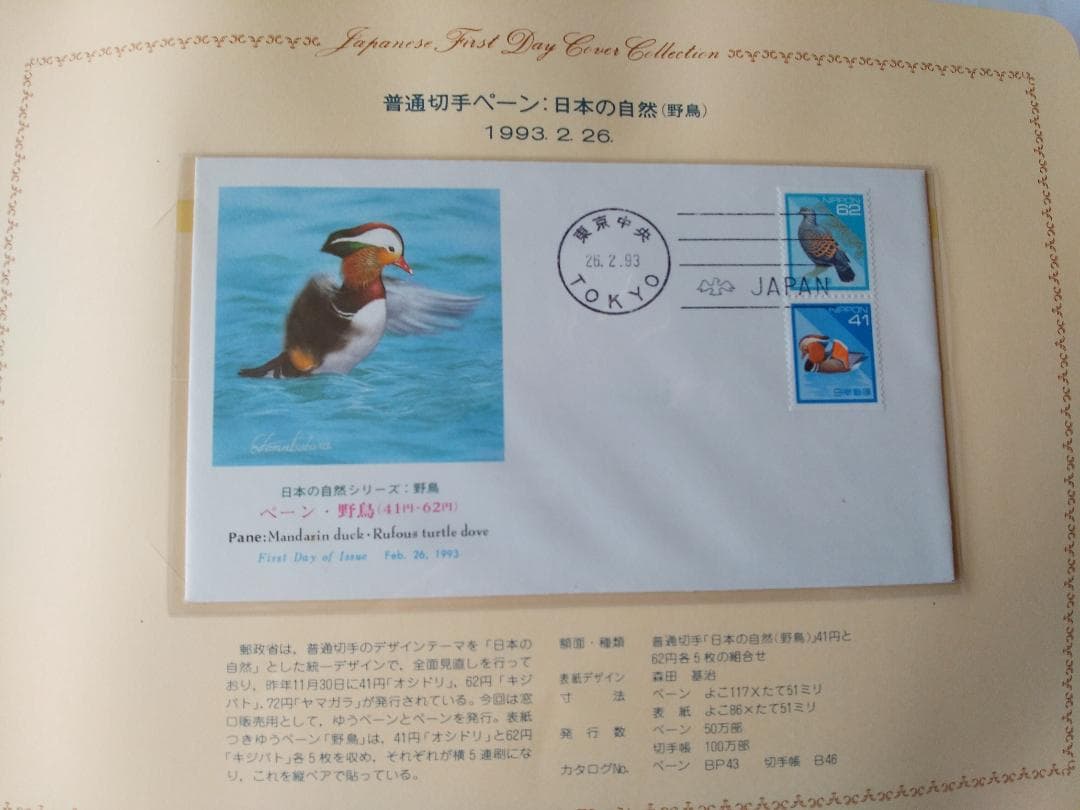 Japanese First Day Cover Collection
普通切手ペーン：日本の自然(野鳥)
1993. 2. 26.
東京中央
26. 2. 93
TOKYO
JAPAN
NIPPON
62
NIPPON
41
日本郵便
日本の自然シリーズ：野鳥
ペーン・野鳥(41円・62円)
Pane:Mandarin duck・Rufous turtle dove
First Day of Issue Feb. 26, 1993
郵政省は、普通切手のデザインテーマを「日本の
自然」とした統一デザインで、全面見直しを行って
おり、昨年11月30日に41円「オシドリ」、62円「キジ
バト」、72円「ヤマガラ」が発行されている。今回は窓
口販売用として、ゆうペーンとペーンを発行。表紙
つきゆうペーン「野鳥」は、41円「オシドリ」と62円
「キジバト」各5枚を収め、それぞれが横5連刷にな
り、これを縦ペアで貼っている。
額面・種類 普通切手「日本の自然(野鳥)」41円と
62円各5枚の組合せ
表紙デザイン 森田 基治
寸法 ペーン よこ117×たて51ミリ
表紙 よこ86×たて51ミリ
発行数 ペーン 50万部
切手帳 100万部
カタログNo. ペーン BP43 切手帳 B46